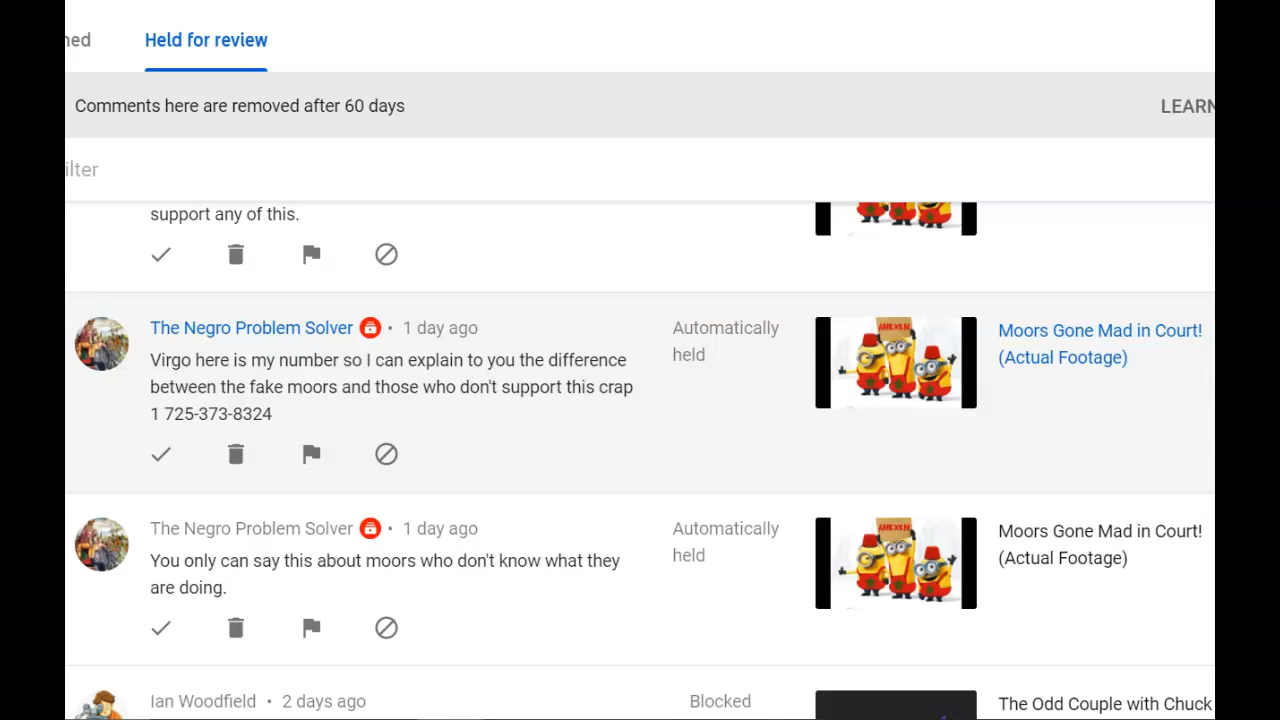 ned Held for review
Comments here are removed after 60 days LEARN
ilter
support any of this.
The Negro Problem Solver • 1 day ago
Automatically held
AMEXEM
Moors Gone Mad in Court!
(Actual Footage)
Virgo here is my number so I can explain to you the difference
between the fake moors and those who don't support this crap
1 725-373-8324
The Negro Problem Solver • 1 day ago
Automatically held
AMEXEM
Moors Gone Mad in Court!
(Actual Footage)
You only can say this about moors who don't know what they
are doing.
Ian Woodfield • 2 days ago
Blocked
The Odd Couple with Chuck